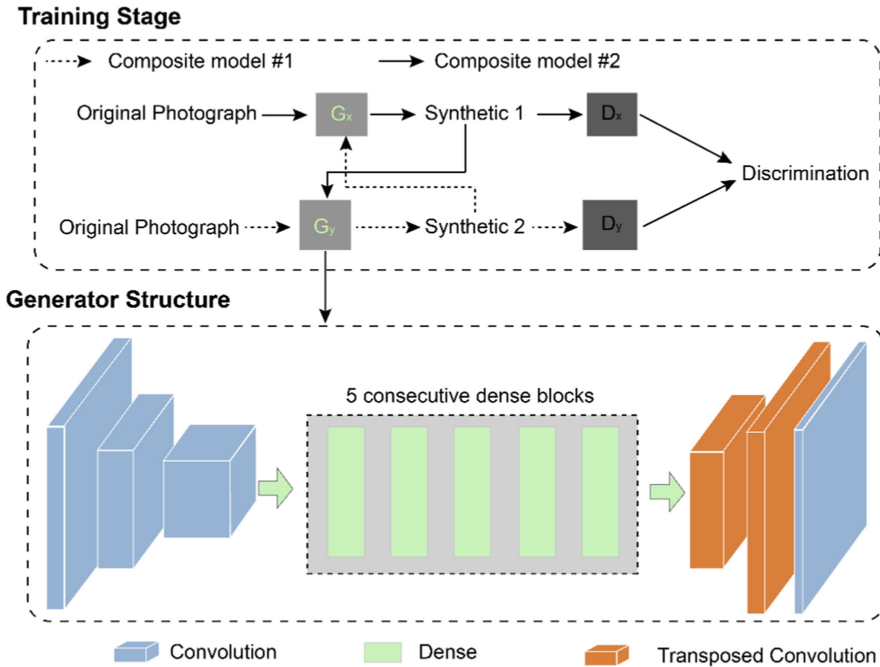 Training Stage
Composite model #1
Composite model #2
Original Photograph
Gx
Synthetic 1
Dx
Discrimination
Original Photograph
Gy
Synthetic 2
Dy
Generator Structure
5 consecutive dense blocks
Convolution
Dense
Transposed Convolution